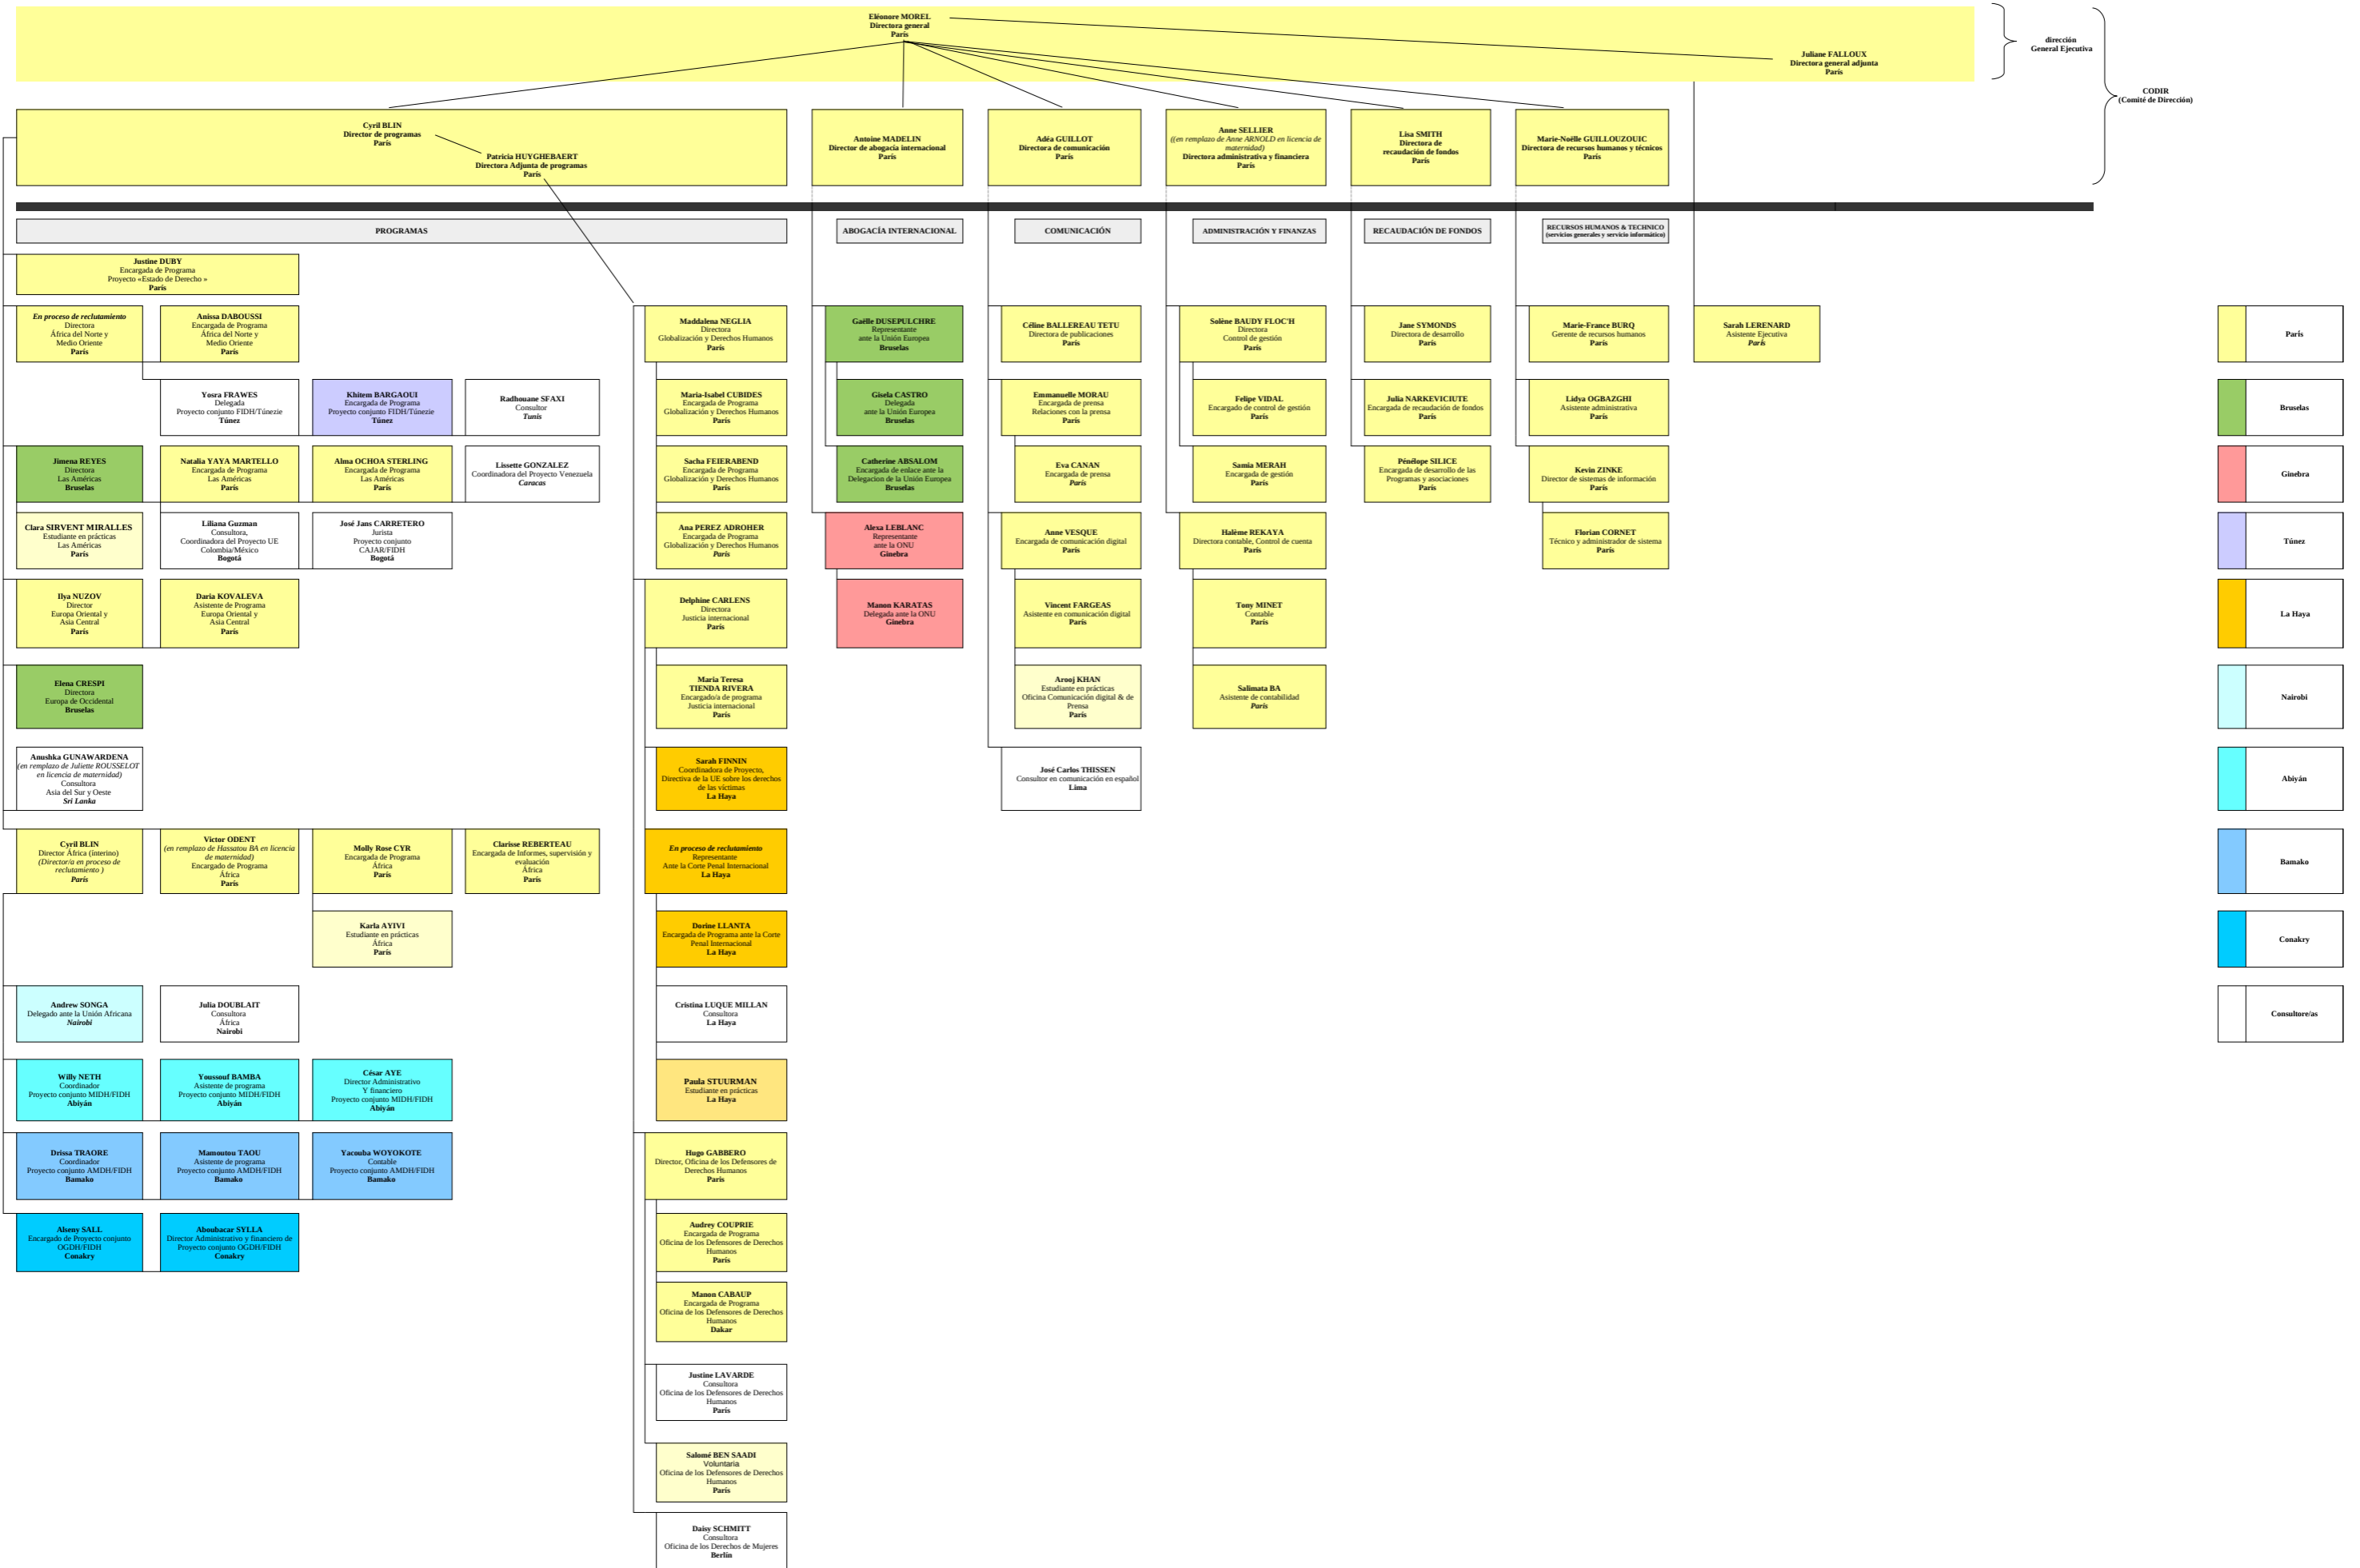 Eléonore MOREL
Directora general
París
Juliane FALLOUX
Directora general adjunta
París
dirección
General Ejecutiva
CODIR
(Comité de Dirección)
Cyril BLIN
Director de programas
París
Patricia HUYGHEBAERT
Directora Adjunta de programas
París
Antoine MADELIN
Director de abogacía internacional
París
Adéa GUILLOT
Directora de comunicación
París
Anne SELLIER
((en remplazo de Anne ARNOLD en licencia de
maternidad)
Directora administrativa y financiera
París
Lisa SMITH
Directora de
recaudación de fondos
París
Marie-Noëlle GUILLOUZOUIC
Directora de recursos humanos y técnicos
París
PROGRAMAS
ABOGACÍA INTERNACIONAL
COMUNICACIÓN
ADMINISTRACIÓN Y FINANZAS
RECAUDACIÓN DE FONDOS
RECURSOS HUMANOS & TECHNICO
(servicios generales y servicio informático)
Justine DUBY
Encargada de Programa
Proyecto «Estado de Derecho »
París
En proceso de reclutamiento
Directora
África del Norte y
Medio Oriente
París
Anissa DABOUSSI
Encargada de Programa
África del Norte y
Medio Oriente
París
Maddalena NEGLIA
Directora
Globalización y Derechos Humanos
París
Gaëlle DUSEPULCHRE
Representante
ante la Unión Europea
Bruselas
Céline BALLEREAU TETU
Directora de publicaciones
París
Solène BAUDY FLOC'H
Directora
Control de gestión
París
Jane SYMONDS
Directora de desarrollo
París
Marie-France BURQ
Gerente de recursos humanos
París
Sarah LERENARD
Asistente Ejecutiva
París
París
Yosra FRAWES
Delegada
Proyecto conjunto FIDH/Túnezie
Túnez
Khitem BARGAOUI
Encargada de Programa
Proyecto conjunto FIDH/Túnezie
Túnez
Radhouane SFAXI
Consultor
Tunis
Maria-Isabel CUBIDES
Encargada de Programa
Globalización y Derechos Humanos
París
Gisela CASTRO
Delegada
ante la Unión Europea
Bruselas
Emmanuelle MORAU
Encargada de prensa
Relaciones con la prensa
París
Felipe VIDAL
Encargado de control de gestión
París
Julia NARKEVICIUTE
Encargada de recaudación de fondos
París
Lidya OGBAZGHI
Asistente administrativa
París
Bruselas
Jimena REYES
Directora
Las Américas
Bruselas
Natalia YAYA MARTELLO
Encargada de Programa
Las Américas
París
Alma OCHOA STERLING
Encargada de Programa
Las Américas
París
Lissette GONZALEZ
Coordinadora del Proyecto Venezuela
Caracas
Sacha FEIERABEND
Encargada de Programa
Globalización y Derechos Humanos
París
Catherine ABSALOM
Encargada de enlace ante la
Delegacion de la Unión Europea
Bruselas
Eva CANAN
Encargada de prensa
París
Samia MERAH
Encargada de gestión
París
Pénélope SILICE
Encargada de desarrollo de las
Programas y asociaciones
París
Kevin ZINKE
Director de sistemas de información
París
Ginebra
Clara SIRVENT MIRALLES
Estudiante en prácticas
Las Américas
París
Liliana Guzman
Consultora,
Coordinadora del Proyecto UE
Colombia/México
Bogotá
José Jans CARRETERO
Jurista
Proyecto conjunto
CAJAR/FIDH
Bogotá
Ana PEREZ ADROHER
Encargada de Programa
Globalización y Derechos Humanos
París
Alexa LEBLANC
Representante
ante la ONU
Ginebra
Anne VESQUE
Encargada de comunicación digital
París
Halème REKAYA
Directora contable, Control de cuenta
París
Florian CORNET
Técnico y administrador de sistema
París
Túnez
Ilya NUZOV
Director
Europa Oriental y
Asia Central
París
Daria KOVALEVA
Asistente de Programa
Europa Oriental y
Asia Central
París
Delphine CARLENS
Directora
Justicia internacional
París
Manon KARATAS
Delegada ante la ONU
Ginebra
Vincent FARGEAS
Asistente en comunicación digital
París
Tony MINET
Contable
París
La Haya
Elena CRESPI
Directora
Europa de Occidental
Bruselas
María Teresa
TIENDA RIVERA
Encargado/a de programa
Justicia internacional
París
Arooj KHAN
Estudiante en prácticas
Oficina Comunicación digital & de
Prensa
París
Salimata BA
Asistente de contabilidad
París
Nairobi
Anushka GUNAWARDENA
(en remplazo de Juliette ROUSSELOT
en licencia de maternidad)
Consultora
Asia del Sur y Oeste
Sri Lanka
Sarah FINNIN
Coordinadora de Proyecto,
Directiva de la UE sobre los derechos
de las víctimas
La Haya
José Carlos THISSEN
Consultor en comunicación en español
Lima
Abiyán
Cyril BLIN
Director África (interino)
(Director/a en proceso de
reclutamiento )
París
Victor ODENT
(en remplazo de Hassatou BA en licencia
de maternidad)
Encargado de Programa
África
París
Molly Rose CYR
Encargada de Programa
África
París
Clarisse REBERTEAU
Encargada de Informes, supervisión y
evaluación
África
París
En proceso de reclutamiento
Representante
Ante la Corte Penal Internacional
La Haya
Bamako
Karla AYIVI
Estudiante en prácticas
África
París
Dorine LLANTA
Encargada de Programa ante la Corte
Penal Internacional
La Haya
Conakry
Andrew SONGA
Delegado ante la Unión Africana
Nairobi
Julia DOUBLAIT
Consultora
África
Nairobi
Cristina LUQUE MILLAN
Consultora
La Haya
Consultore/as
Willy NETH
Coordinador
Proyecto conjunto MIDH/FIDH
Abiyán
Youssouf BAMBA
Asistente de programa
Proyecto conjunto MIDH/FIDH
Abiyán
César AYE
Director Administrativo
Y financiero
Proyecto conjunto MIDH/FIDH
Abiyán
Paula STUURMAN
Estudiante en prácticas
La Haya
Drissa TRAORE
Coordinador
Proyecto conjunto AMDH/FIDH
Bamako
Mamoutou TAOU
Asistente de programa
Proyecto conjunto AMDH/FIDH
Bamako
Yacouba WOYOKOTE
Contable
Proyecto conjunto AMDH/FIDH
Bamako
Hugo GABBERO
Director, Oficina de los Defensores de
Derechos Humanos
París
Alseny SALL
Encargado de Proyecto conjunto
OGDH/FIDH
Conakry
Aboubacar SYLLA
Director Administrativo y financiero de
Proyecto conjunto OGDH/FIDH
Conakry
Audrey COUPRIE
Encargada de Programa
Oficina de los Defensores de Derechos
Humanos
París
Manon CABAUP
Encargada de Programa
Oficina de los Defensores de Derechos
Humanos
Dakar
Justine LAVARDE
Consultora
Oficina de los Defensores de Derechos
Humanos
París
Salomé BEN SAADI
Voluntaria
Oficina de los Defensores de Derechos
Humanos
París
Daisy SCHMITT
Consultora
Oficina de los Derechos de Mujeres
Berlín